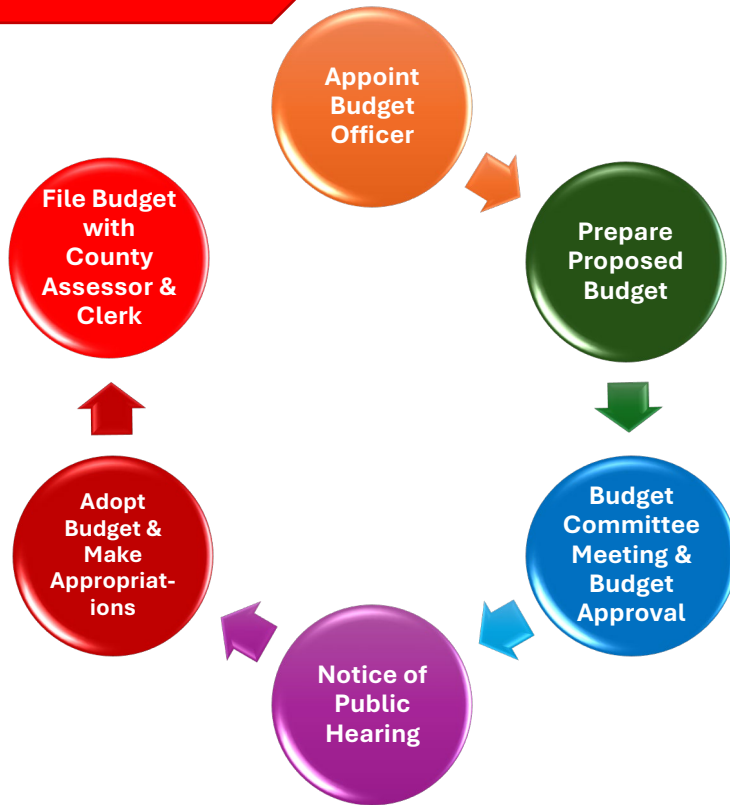 Appoint
Budget
Officer
Prepare
Proposed
Budget
Budget
Committee
Meeting &
Budget
Approval
Notice of
Public
Hearing
Adopt
Budget &
Make
Appropriat-
ions
File Budget
with
County
Assessor &
Clerk